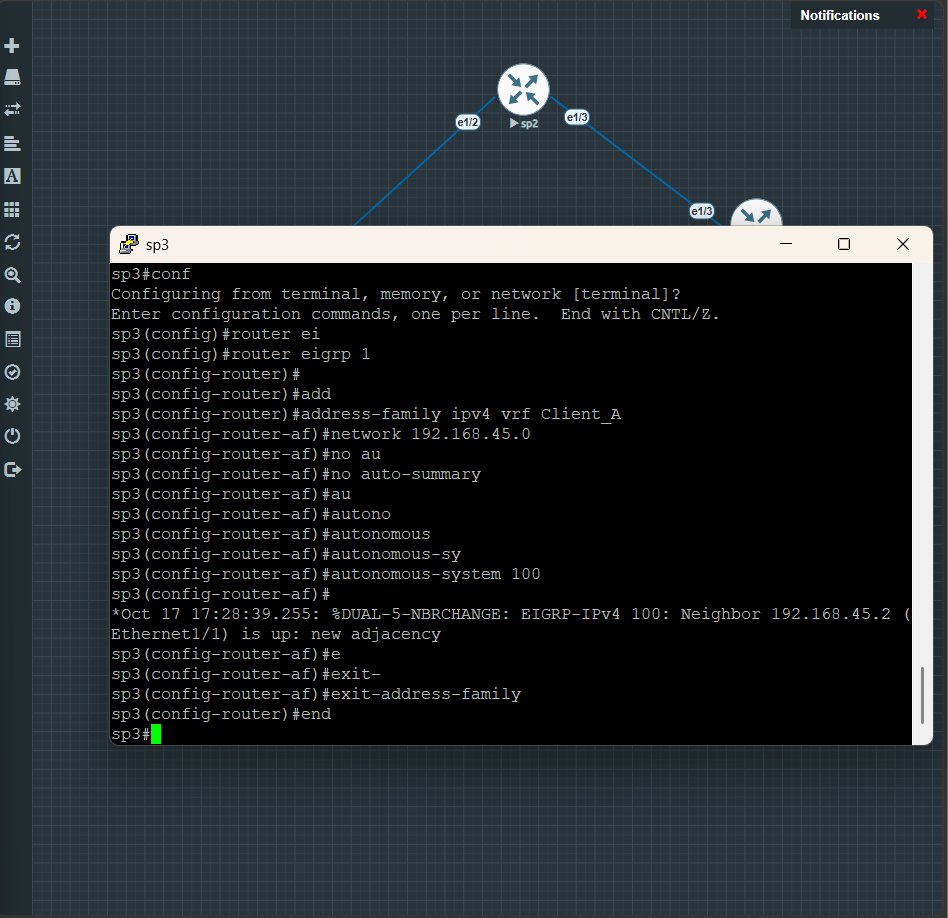 Notifications
e1/2
sp2
e1/3
e1/3
sp3
sp3#conf
Configuring from terminal, memory, or network [terminal]?
Enter configuration commands, one per line.  End with CNTL/Z.
sp3(config)#router ei
sp3(config)#router eigrp 1
sp3(config-router)#
sp3(config-router)#add
sp3(config-router)#address-family ipv4 vrf Client_A
sp3(config-router-af)#network 192.168.45.0
sp3(config-router-af)#no au
sp3(config-router-af)#no auto-summary
sp3(config-router-af)#au
sp3(config-router-af)#autono
sp3(config-router-af)#autonomous
sp3(config-router-af)#autonomous-sy
sp3(config-router-af)#autonomous-system 100
sp3(config-router-af)#
*Oct 17 17:28:39.255: %DUAL-5-NBRCHANGE: EIGRP-IPv4 100: Neighbor 192.168.45.2 (
Ethernet1/1) is up: new adjacency
sp3(config-router-af)#e
sp3(config-router-af)#exit-
sp3(config-router-af)#exit-address-family
sp3(config-router)#end
sp3#